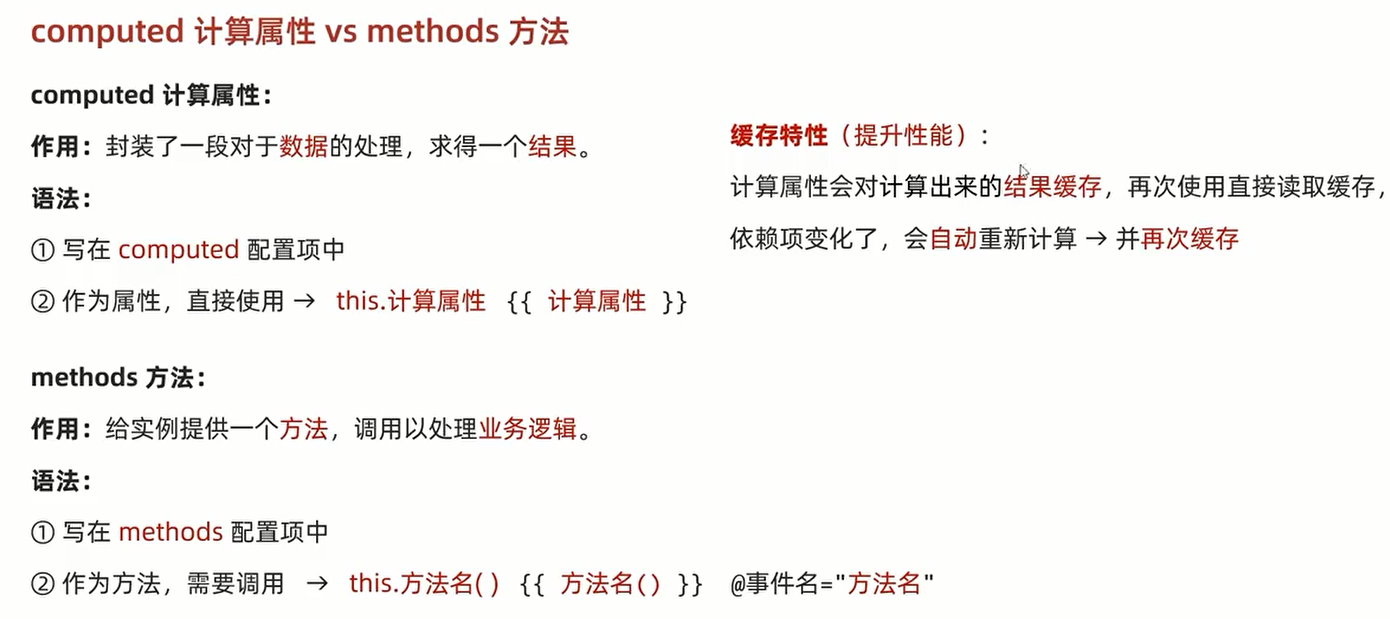 computed 计算属性 vs methods 方法
computed 计算属性：
作用：封装了一段对于数据的处理，求得一个结果。
语法：
① 写在 computed 配置项中
② 作为属性，直接使用 → this.计算属性 {{ 计算属性 }}
缓存特性（提升性能）：
计算属性会对计算出来的结果缓存，再次使用直接读取缓存，
依赖项变化了，会自动重新计算 → 并再次缓存
methods 方法：
作用：给实例提供一个方法，调用以处理业务逻辑。
语法：
① 写在 methods 配置项中
② 作为方法，需要调用 → this.方法名( ) {{ 方法名() }} @事件名="方法名"